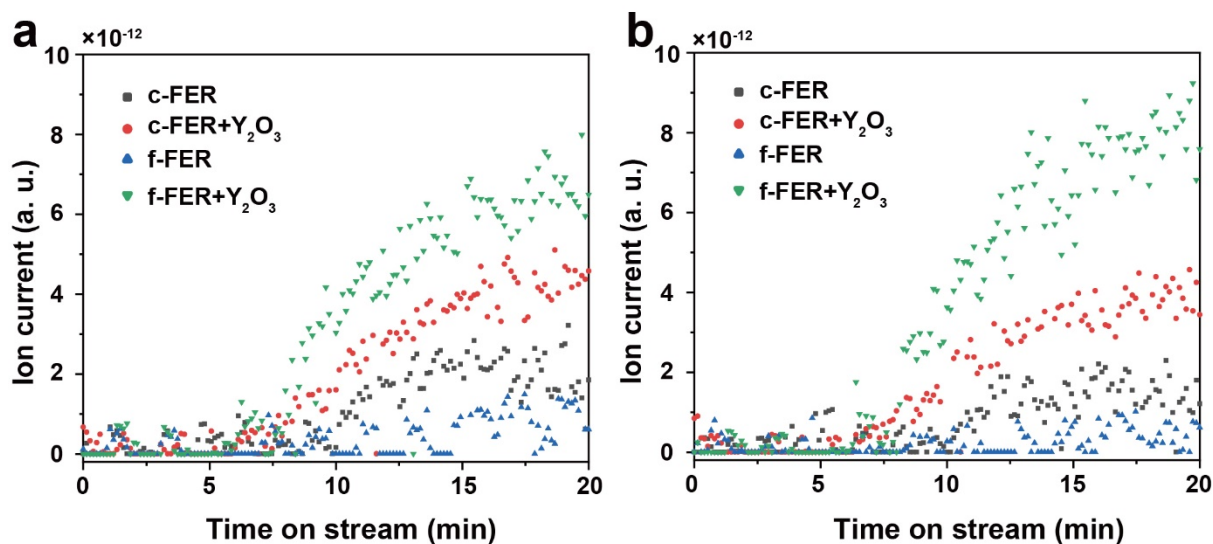 a
×10⁻¹²
10
8
6
4
2
0
Ion current (a. u.)
c-FER
c-FER+Y₂O₃
f-FER
f-FER+Y₂O₃
0 5 10 15 20
Time on stream (min)
b
×10⁻¹²
10
8
6
4
2
0
Ion current (a. u.)
c-FER
c-FER+Y₂O₃
f-FER
f-FER+Y₂O₃
0 5 10 15 20
Time on stream (min)